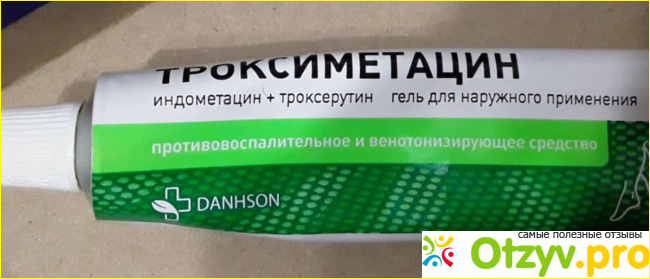 ТРОКСИМЕТАЦИН
индометацин + троксерутин гель для наружного применения
противовоспалительное и венотонизирующее средство
DANHSON
самые полезные отзывы
Otzyv.pro